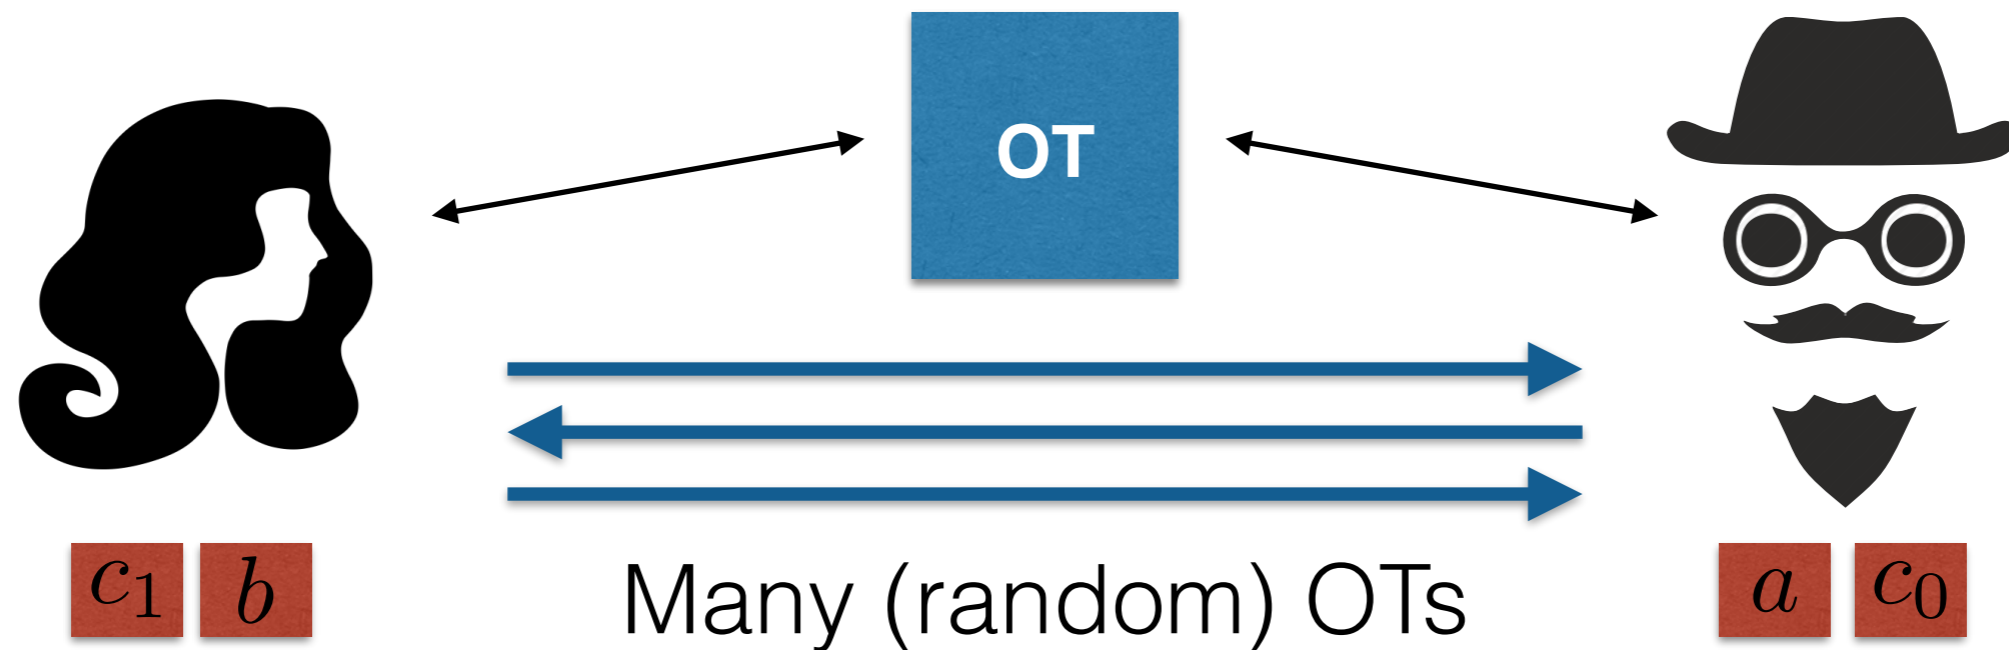 OT
c₁ b
Many (random) OTs
a c₀